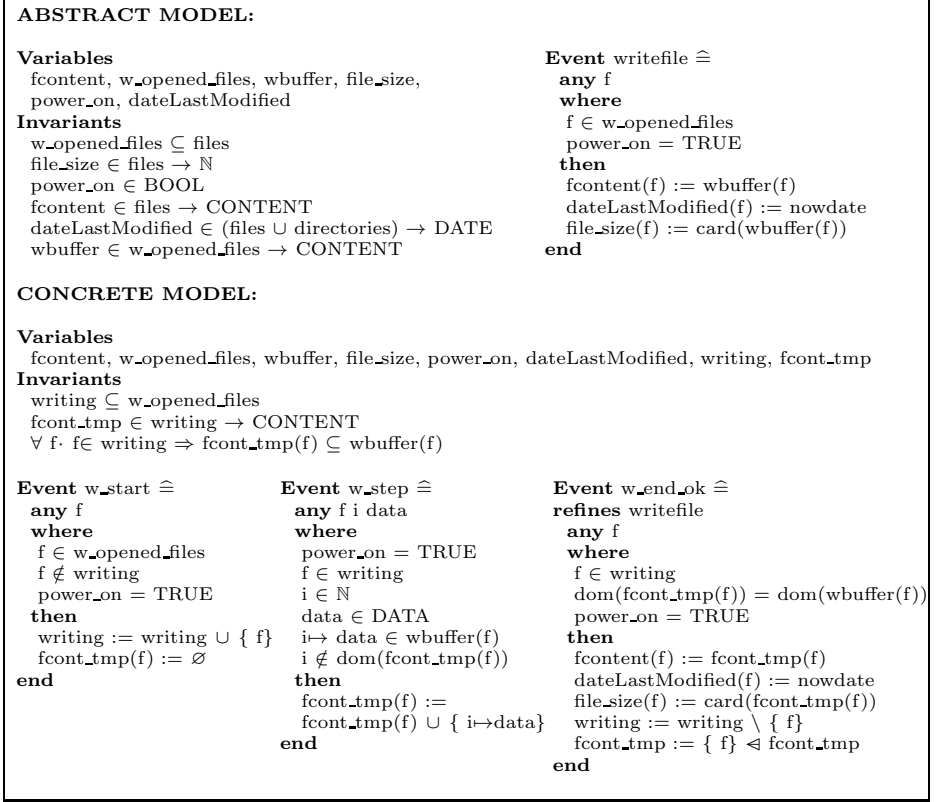 ABSTRACT MODEL:
Variables
fcontent, w_opened_files, wbuffer, file_size,
power_on, dateLastModified
Invariants
w_opened_files ⊆ files
file_size ∈ files → ℕ
power_on ∈ BOOL
fcontent ∈ files → CONTENT
dateLastModified ∈ (files ∪ directories) → DATE
wbuffer ∈ w_opened_files → CONTENT
Event writefile ≙
any f
where
f ∈ w_opened_files
power_on = TRUE
then
fcontent(f) := wbuffer(f)
dateLastModified(f) := nowdate
file_size(f) := card(wbuffer(f))
end
CONCRETE MODEL:
Variables
fcontent, w_opened_files, wbuffer, file_size, power_on, dateLastModified, writing, fcont_tmp
Invariants
writing ⊆ w_opened_files
fcont_tmp ∈ writing → CONTENT
∀ f· f∈ writing ⇒ fcont_tmp(f) ⊆ wbuffer(f)
Event w_start ≙
any f
where
f ∈ w_opened_files
f ∉ writing
power_on = TRUE
then
writing := writing ∪ { f}
fcont_tmp(f) := ∅
end
Event w_step ≙
any f i data
where
power_on = TRUE
f ∈ writing
i ∈ ℕ
data ∈ DATA
i↦ data ∈ wbuffer(f)
i ∉ dom(fcont_tmp(f))
then
fcont_tmp(f) :=
fcont_tmp(f) ∪ { i↦data}
end
Event w_end_ok ≙
refines writefile
any f
where
f ∈ writing
dom(fcont_tmp(f)) = dom(wbuffer(f))
power_on = TRUE
then
fcontent(f) := fcont_tmp(f)
dateLastModified(f) := nowdate
file_size(f) := card(fcont_tmp(f))
writing := writing \ { f}
fcont_tmp := { f} ⩤ fcont_tmp
end